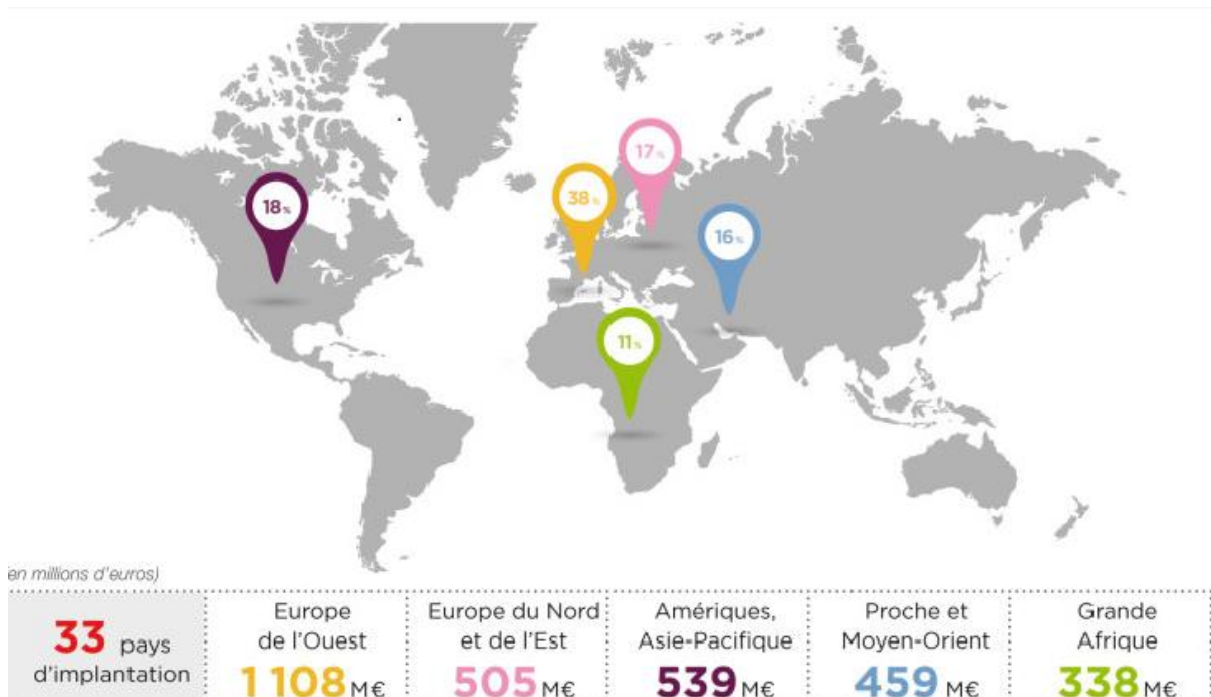 17%
38%
18%
16%
11%
en millions d'euros)
33 pays
d'implantation
Europe
de l'Ouest
1 108 M€
Europe du Nord
et de l'Est
505 M€
Amériques,
Asie-Pacifique
539 M€
Proche et
Moyen-Orient
459 M€
Grande
Afrique
338 M€